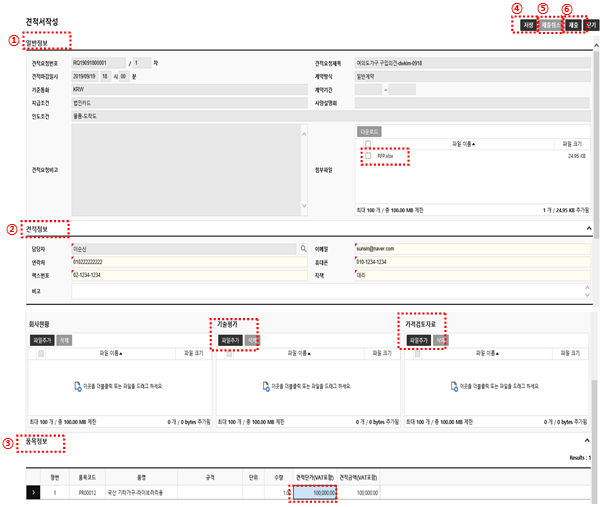 견적서작성
④ ⑤ ⑥
저장 제출취소 제출 닫기
① 일반정보
견적요청번호 RQ19091800001 / 1 차 견적요청제목 여의도가구 구입의건-dukim-0918
견적마감일시 2019/09/19 18 시 00 분 계약방식 일반계약
기준통화 KRW 계약기간 ~
지급조건 법인카드 사양설명회
인도조건 물품-도착도
다운로드
파일 이름▲ 파일 크기
RFP.xlsx 24.95 KB
견적요청비고 첨부파일
최대 100 개 / 총 100.00 MB 제한 1 개 / 24.95 KB 추가됨
② 견적정보
담당자 이순신 이메일 sunsin@naver.com
연락처 010222222222 휴대폰 010-1234-1234
팩스번호 02-1234-1234 직책 대리
비고
회사현황 기술평가 가격검토자료
파일추가 삭제 파일추가 삭제 파일추가 삭제
파일 이름▲ 파일 크기 파일 이름▲ 파일 크기 파일 이름▲ 파일 크기
이곳을 더블클릭 또는 파일을 드래그 하세요. 이곳을 더블클릭 또는 파일을 드래그 하세요. 이곳을 더블클릭 또는 파일을 드래그 하세요.
최대 100 개 / 총 100.00 MB 제한 0 개 / 0 bytes 추가됨 최대 100 개 / 총 100.00 MB 제한 0 개 / 0 bytes 추가됨 최대 100 개 / 총 100.00 MB 제한 0 개 / 0 bytes 추가됨
③ 품목정보
Results : 1
항번 품목코드 품명 규격 단위 수량 견적단가(VAT포함) 견적금액(VAT포함)
1 PR00012 국산 기타가구-하이브파티용 1.00 100,000.00 100,000.00